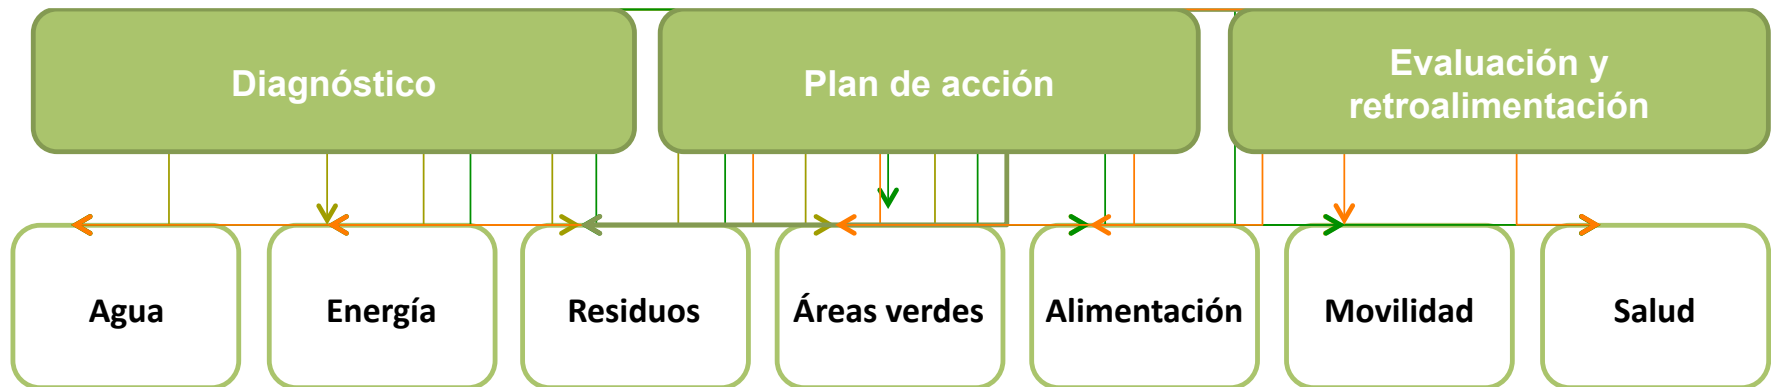 Diagnóstico
Plan de acción
Evaluación y
retroalimentación
Agua
Energía
Residuos
Áreas verdes
Alimentación
Movilidad
Salud